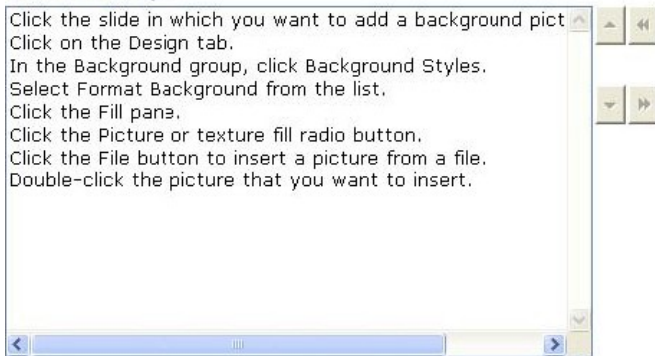 Click the slide in which you want to add a background pict
Click on the Design tab.
In the Background group, click Background Styles.
Select Format Background from the list.
Click the Fill pane.
Click the Picture or texture fill radio button.
Click the File button to insert a picture from a file.
Double-click the picture that you want to insert.